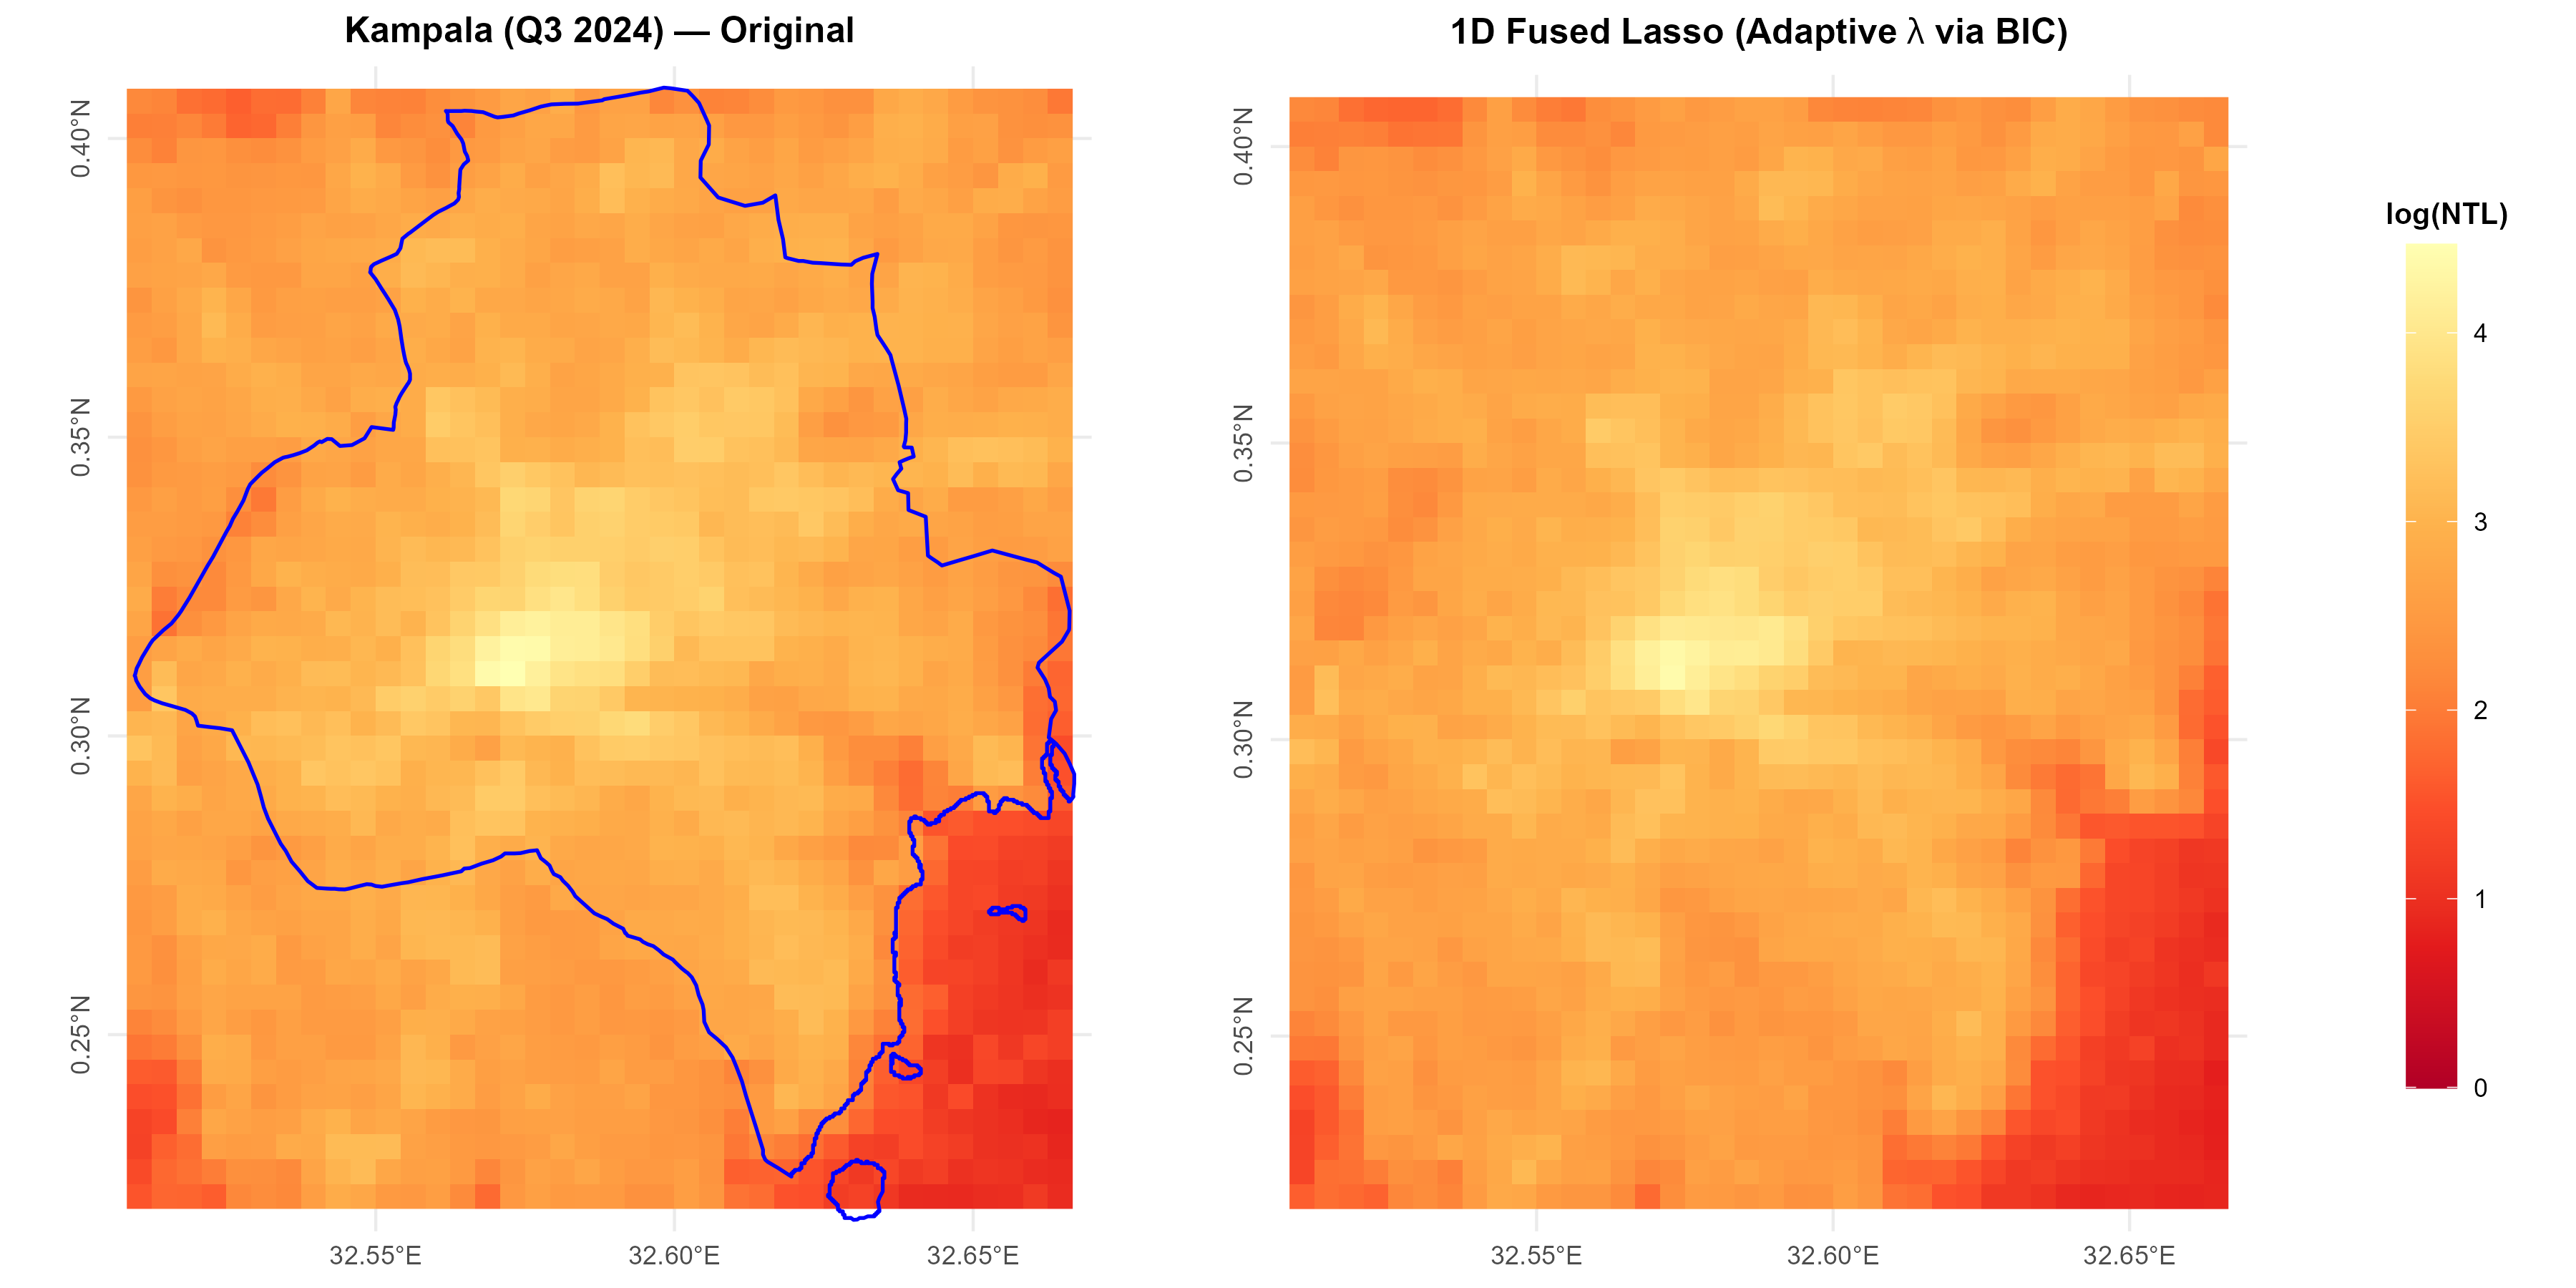 Kampala (Q3 2024) — Original
0.40°N
0.35°N
0.30°N
0.25°N
32.55°E
32.60°E
32.65°E
1D Fused Lasso (Adaptive λ via BIC)
0.40°N
0.35°N
0.30°N
0.25°N
32.55°E
32.60°E
32.65°E
log(NTL)
4
3
2
1
0